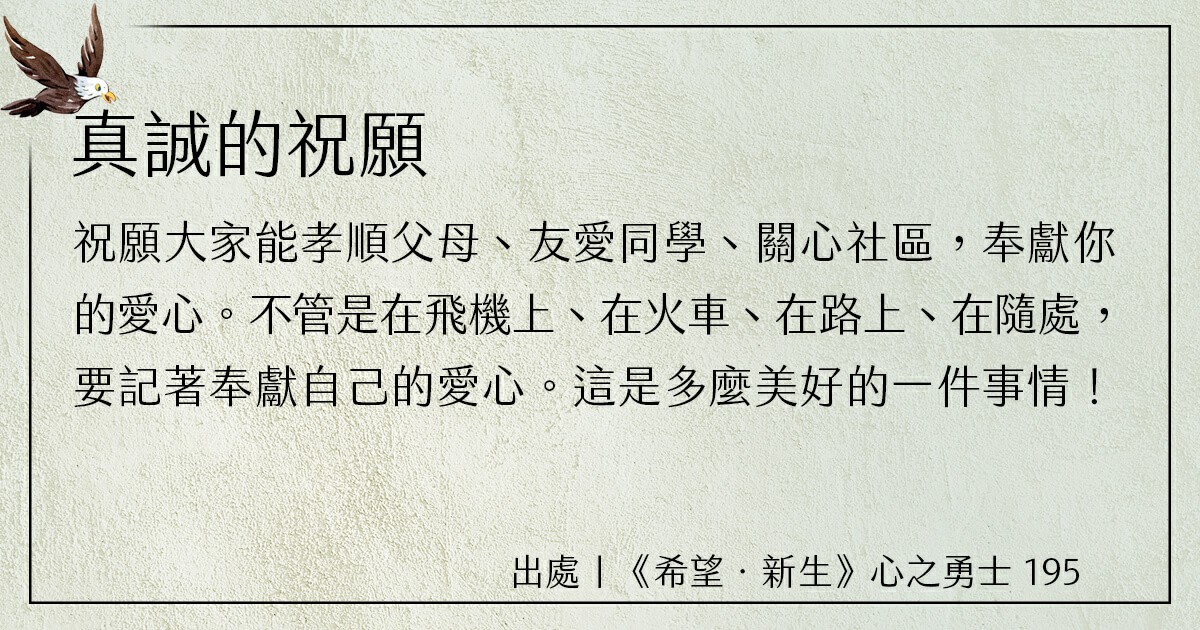 真誠的祝願
祝願大家能孝順父母、友愛同學、關心社區，奉獻你
的愛心。不管是在飛機上、在火車、在路上、在隨處，
要記著奉獻自己的愛心。這是多麼美好的一件事情！
出處｜《希望．新生》心之勇士 195